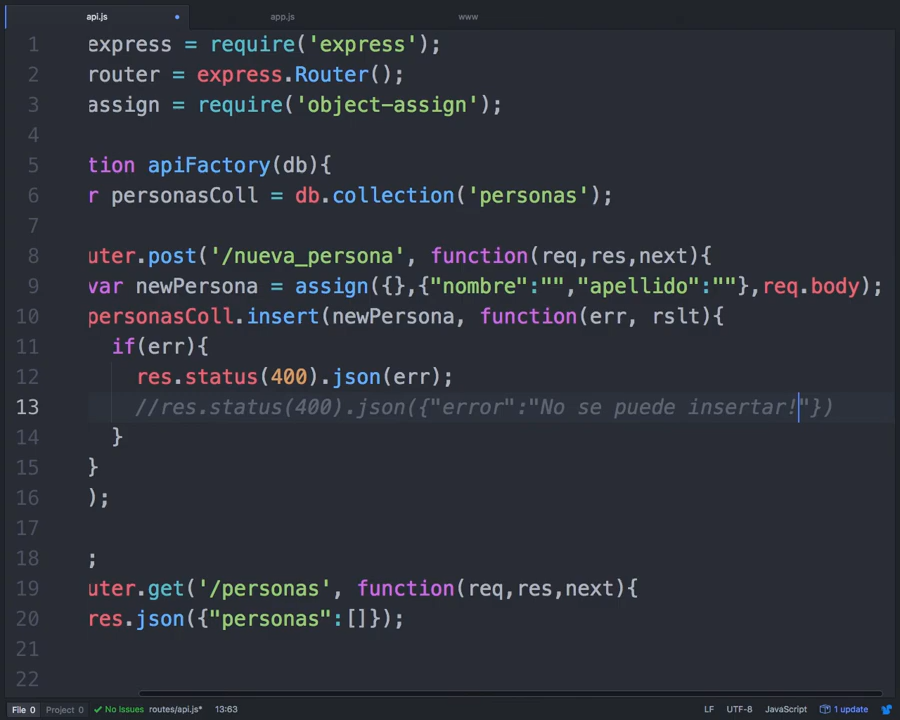 api.js
app.js
www
1 express = require('express');
2 router = express.Router();
3 assign = require('object-assign');
4
5 tion apiFactory(db){
6 r personasColl = db.collection('personas');
7
8 uter.post('/nueva_persona', function(req,res,next){
9 var newPersona = assign({},{"nombre":"","apellido":""},req.body);
10 personasColl.insert(newPersona, function(err, rslt){
11 if(err){
12 res.status(400).json(err);
13 //res.status(400).json({"error":"No se puede insertar!"})
14 }
15 }
16 );
17
18 ;
19 uter.get('/personas', function(req,res,next){
20 res.json({"personas":[]});
21
22
File 0 Project 0 No Issues routes/api.js* 13:63 LF UTF-8 JavaScript 1 update